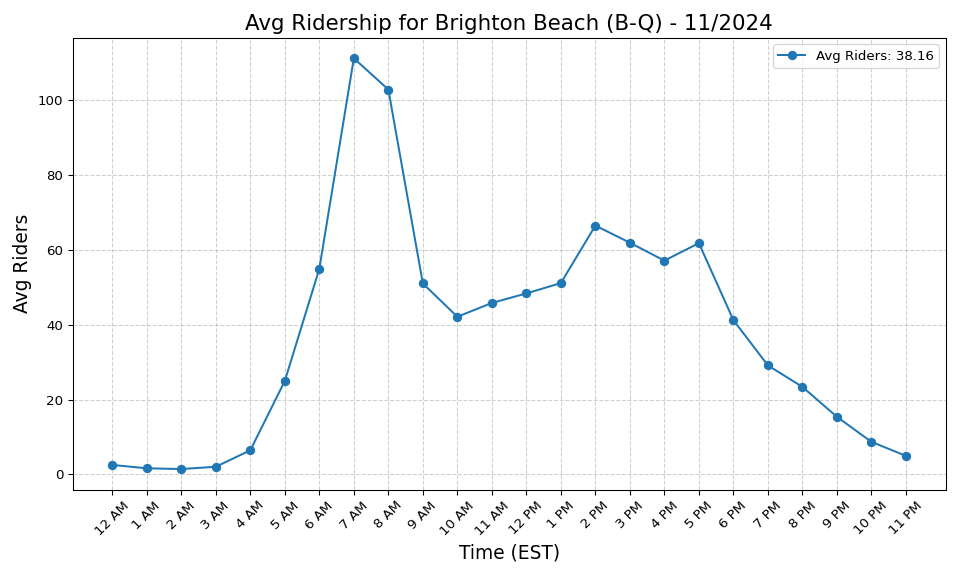 Avg Ridership for Brighton Beach (B-Q) - 11/2024
Avg Riders: 38.16
Avg Riders
100
80
60
40
20
0
12 AM
1 AM
2 AM
3 AM
4 AM
5 AM
6 AM
7 AM
8 AM
9 AM
10 AM
11 AM
12 PM
1 PM
2 PM
3 PM
4 PM
5 PM
6 PM
7 PM
8 PM
9 PM
10 PM
11 PM
Time (EST)